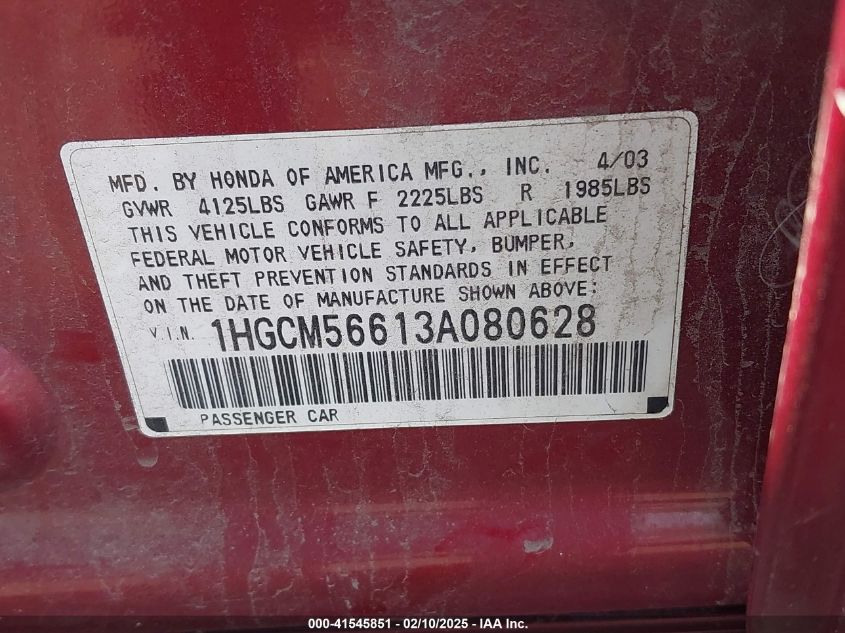 MFD. BY HONDA OF AMERICA MFG., INC. 4/03
GVWR 4125LBS GAWR F 2225LBS R 1985LBS
THIS VEHICLE CONFORMS TO ALL APPLICABLE
FEDERAL MOTOR VEHICLE SAFETY, BUMPER,
AND THEFT PREVENTION STANDARDS IN EFFECT
ON THE DATE OF MANUFACTURE SHOWN ABOVE:
V.I.N. 1HGCM56613A080628
PASSENGER CAR
000-41545851 - 02/10/2025 - IAA Inc.